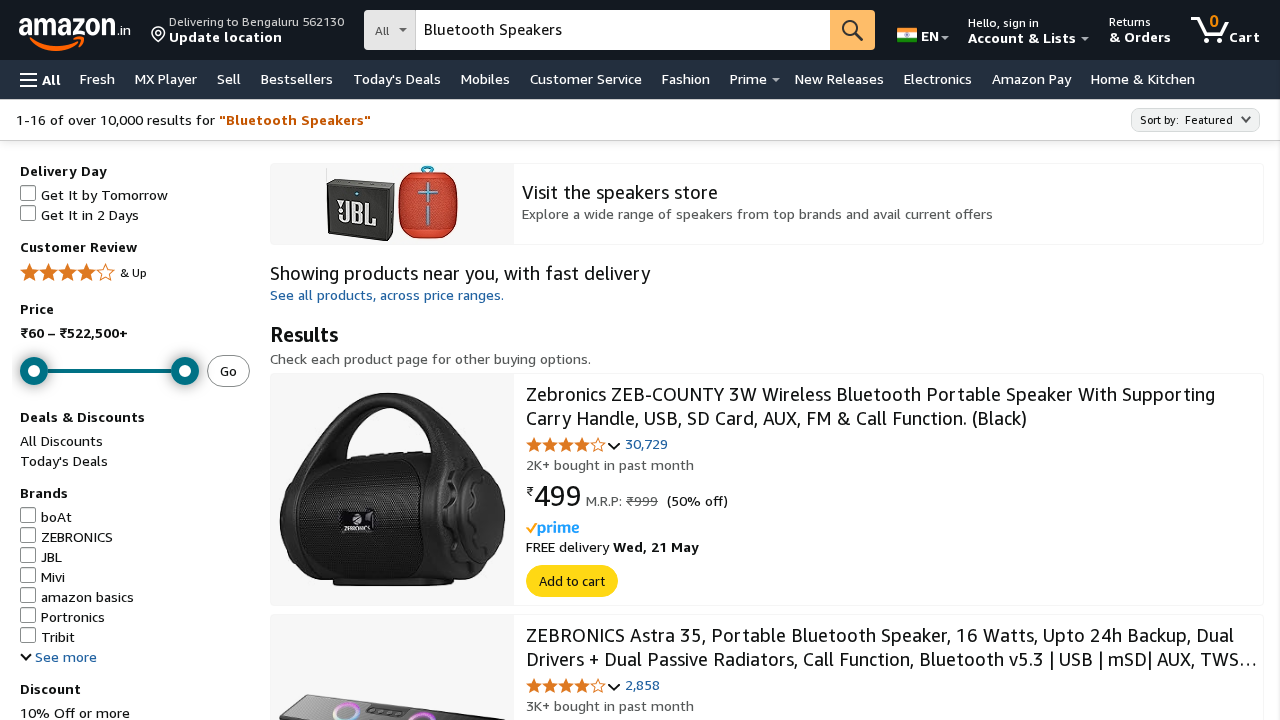 amazon.in
Delivering to Bengaluru 562130
Update location
All
Bluetooth Speakers
EN
Hello, sign in
Account & Lists
Returns
& Orders
0
Cart
All
Fresh
MX Player
Sell
Bestsellers
Today's Deals
Mobiles
Customer Service
Fashion
Prime
New Releases
Electronics
Amazon Pay
Home & Kitchen
1-16 of over 10,000 results for "Bluetooth Speakers"
Sort by: Featured
Delivery Day
Get It by Tomorrow
Get It in 2 Days
Customer Review
& Up
Price
₹60 – ₹522,500+
Go
Deals & Discounts
All Discounts
Today's Deals
Brands
boAt
ZEBRONICS
JBL
Mivi
amazon basics
Portronics
Tribit
See more
Discount
10% Off or more
JBL
Visit the speakers store
Explore a wide range of speakers from top brands and avail current offers
Showing products near you, with fast delivery
See all products, across price ranges.
Results
Check each product page for other buying options.
ZEBRONICS
Zebronics ZEB-COUNTY 3W Wireless Bluetooth Portable Speaker With Supporting
Carry Handle, USB, SD Card, AUX, FM & Call Function. (Black)
30,729
2K+ bought in past month
₹499 M.R.P: ₹999 (50% off)
prime
FREE delivery Wed, 21 May
Add to cart
ZEBRONICS Astra 35, Portable Bluetooth Speaker, 16 Watts, Upto 24h Backup, Dual
Drivers + Dual Passive Radiators, Call Function, Bluetooth v5.3 | USB | mSD| AUX, TWS…
2,858
3K+ bought in past month